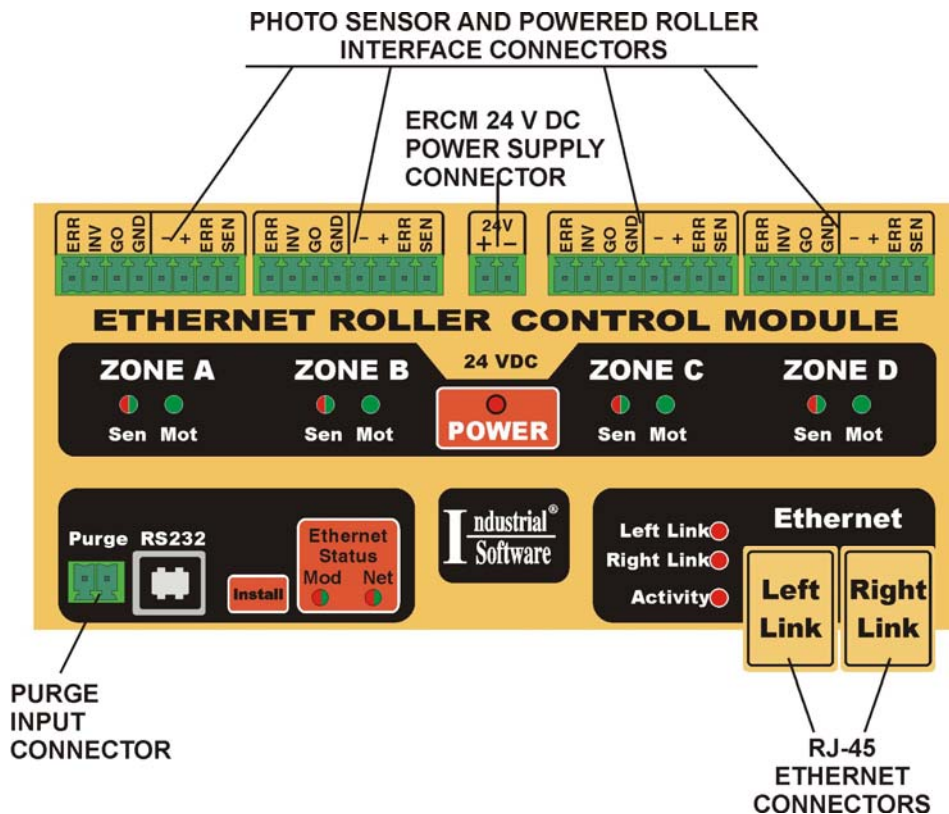 PHOTO SENSOR AND POWERED ROLLER
INTERFACE CONNECTORS
ERCM 24 V DC
POWER SUPPLY
CONNECTOR
ERR INV GO GND - + ERR SEN
ERR INV GO GND - + ERR SEN
24V
+ -
ERR INV GO GND - + ERR SEN
ERR INV GO GND - + ERR SEN
ETHERNET ROLLER CONTROL MODULE
ZONE A
Sen Mot
ZONE B
Sen Mot
24 VDC
POWER
ZONE C
Sen Mot
ZONE D
Sen Mot
Purge RS232
Install
Ethernet
Status
Mod Net
Industrial®
Software
Left Link
Right Link
Activity
Ethernet
Left
Link
Right
Link
PURGE
INPUT
CONNECTOR
RJ-45
ETHERNET
CONNECTORS